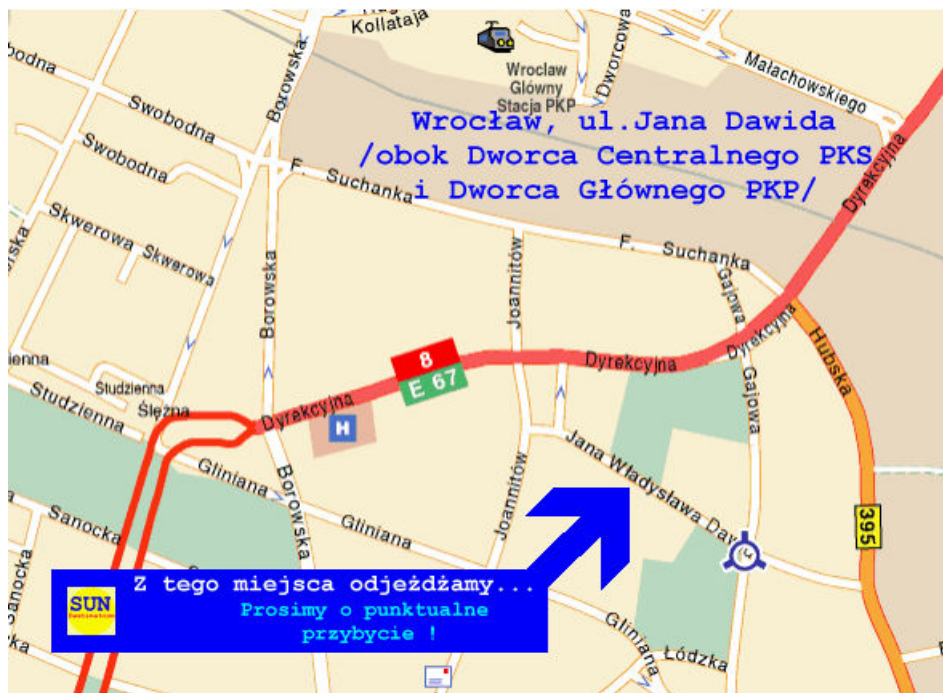 Kollataja
Borowska
Wroclaw
Główny
Stacja PKP
Dworcowa
Małachowskiego
Wrocław, ul.Jana Dawida
/obok Dworca Centralnego PKS
i Dworca Głównego PKP/
Swobodna
Swobodna
F. Suchanka
Dyrekcyjna
Skwerowa
Skwerowa
Borowska
Joannitów
F. Suchanka
Gajowa
8
E 67
Dyrekcyjna
Dyrekcyjna
Hubska
Studzienna
Studzienna
Ślężna
Dyrekcyjna
H
Gajowa
Jana Władysława
Gliniana
Borowska
Joannitów
Gliniana
Sanocka
Sanocka
395
Z tego miejsca odjeżdżamy...
SUN
Prosimy o punktualne
przybycie !
Gliniana
Łódzka